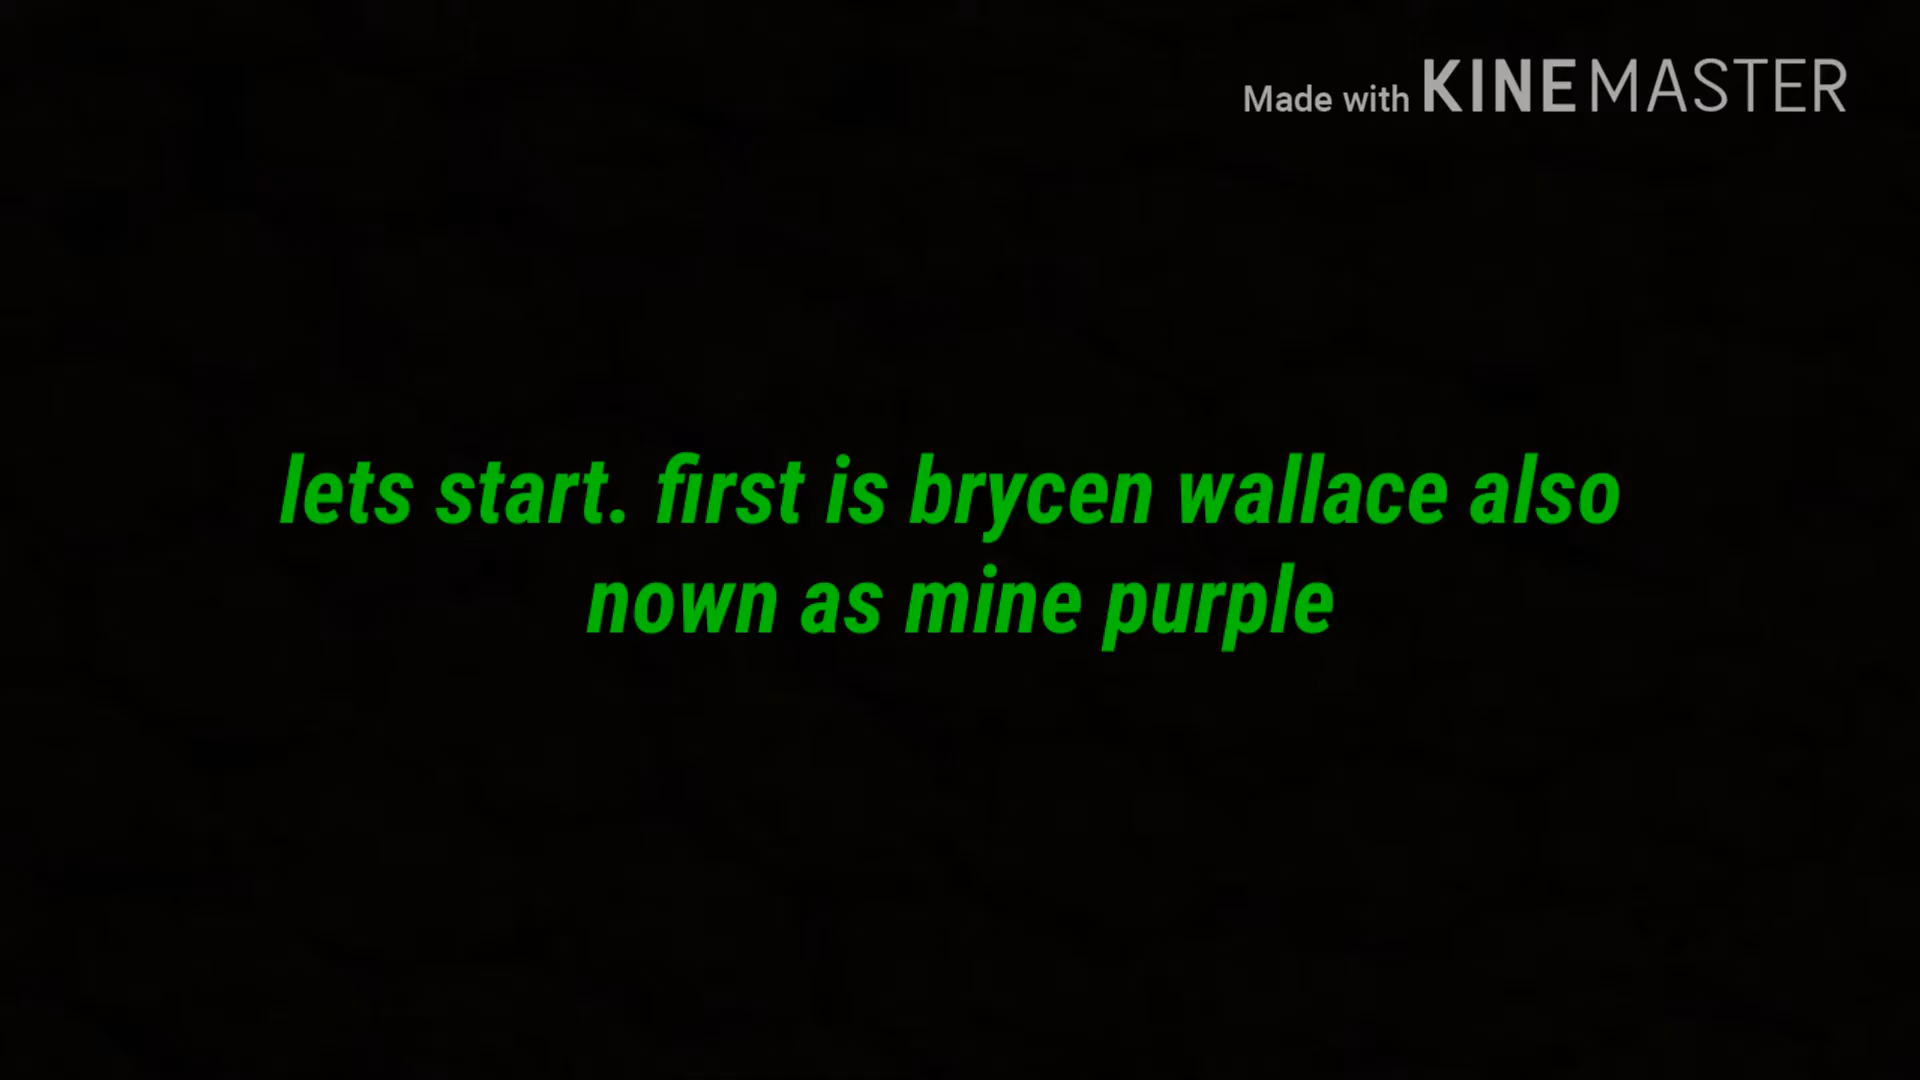 Made with KINEMASTER
lets start. first is brycen wallace also
nown as mine purple